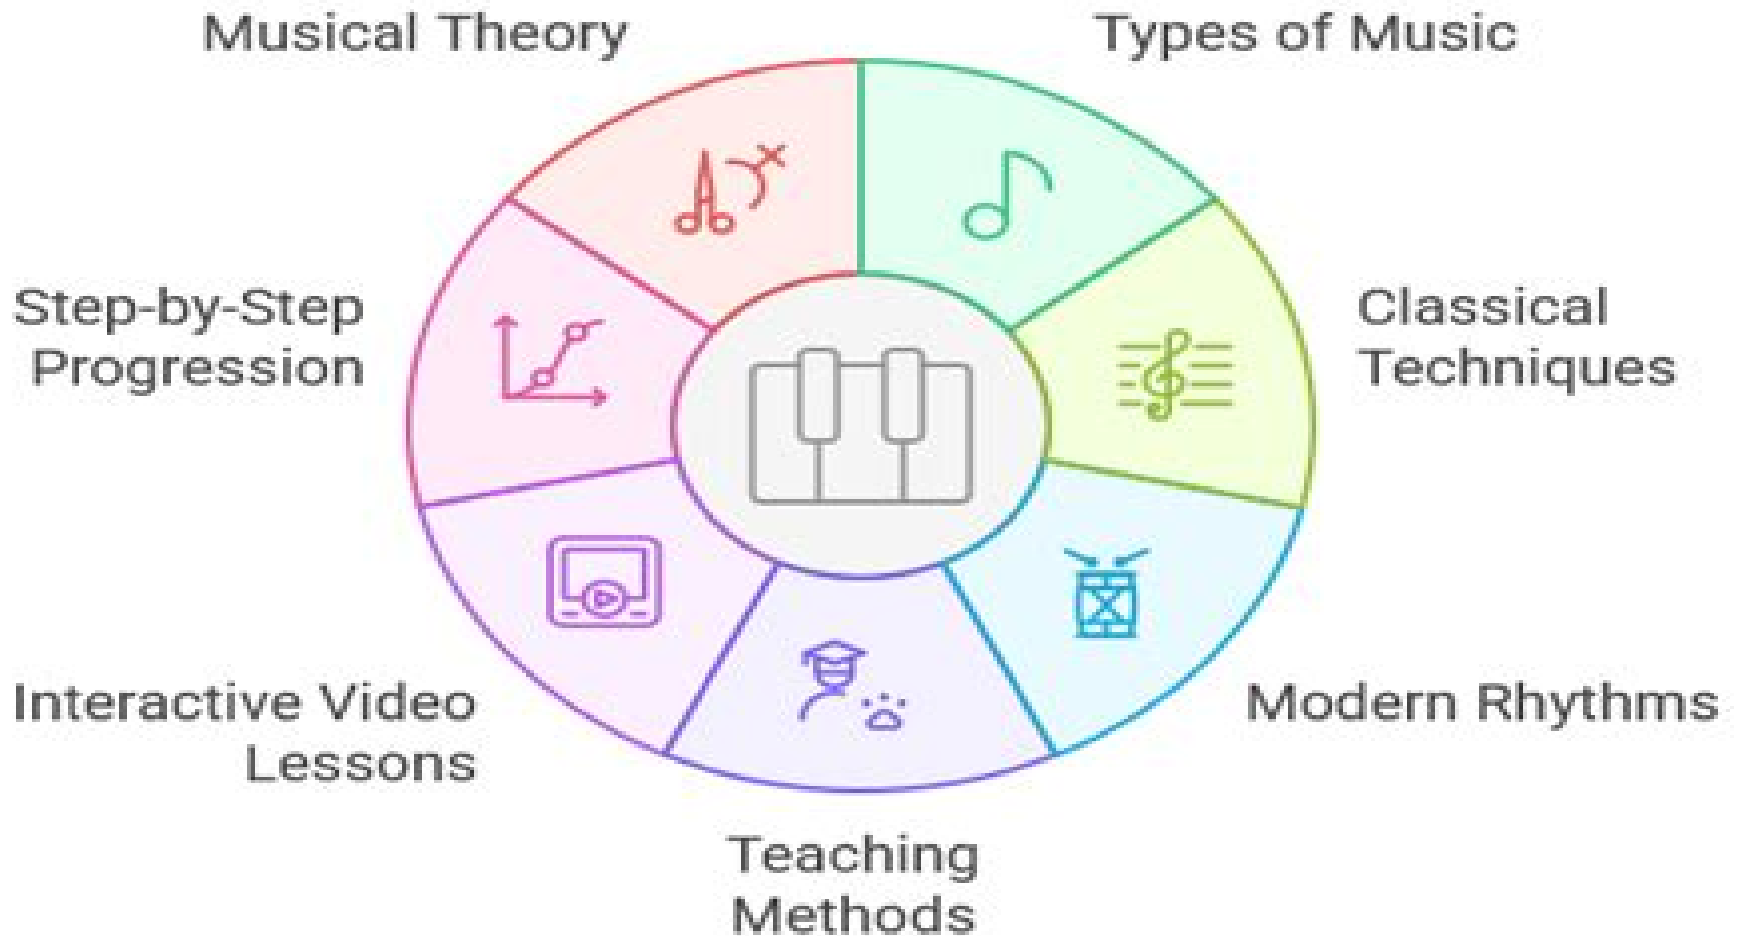 Musical Theory
Types of Music
Step-by-Step
Progression
Classical
Techniques
Interactive Video
Lessons
Modern Rhythms
Teaching
Methods